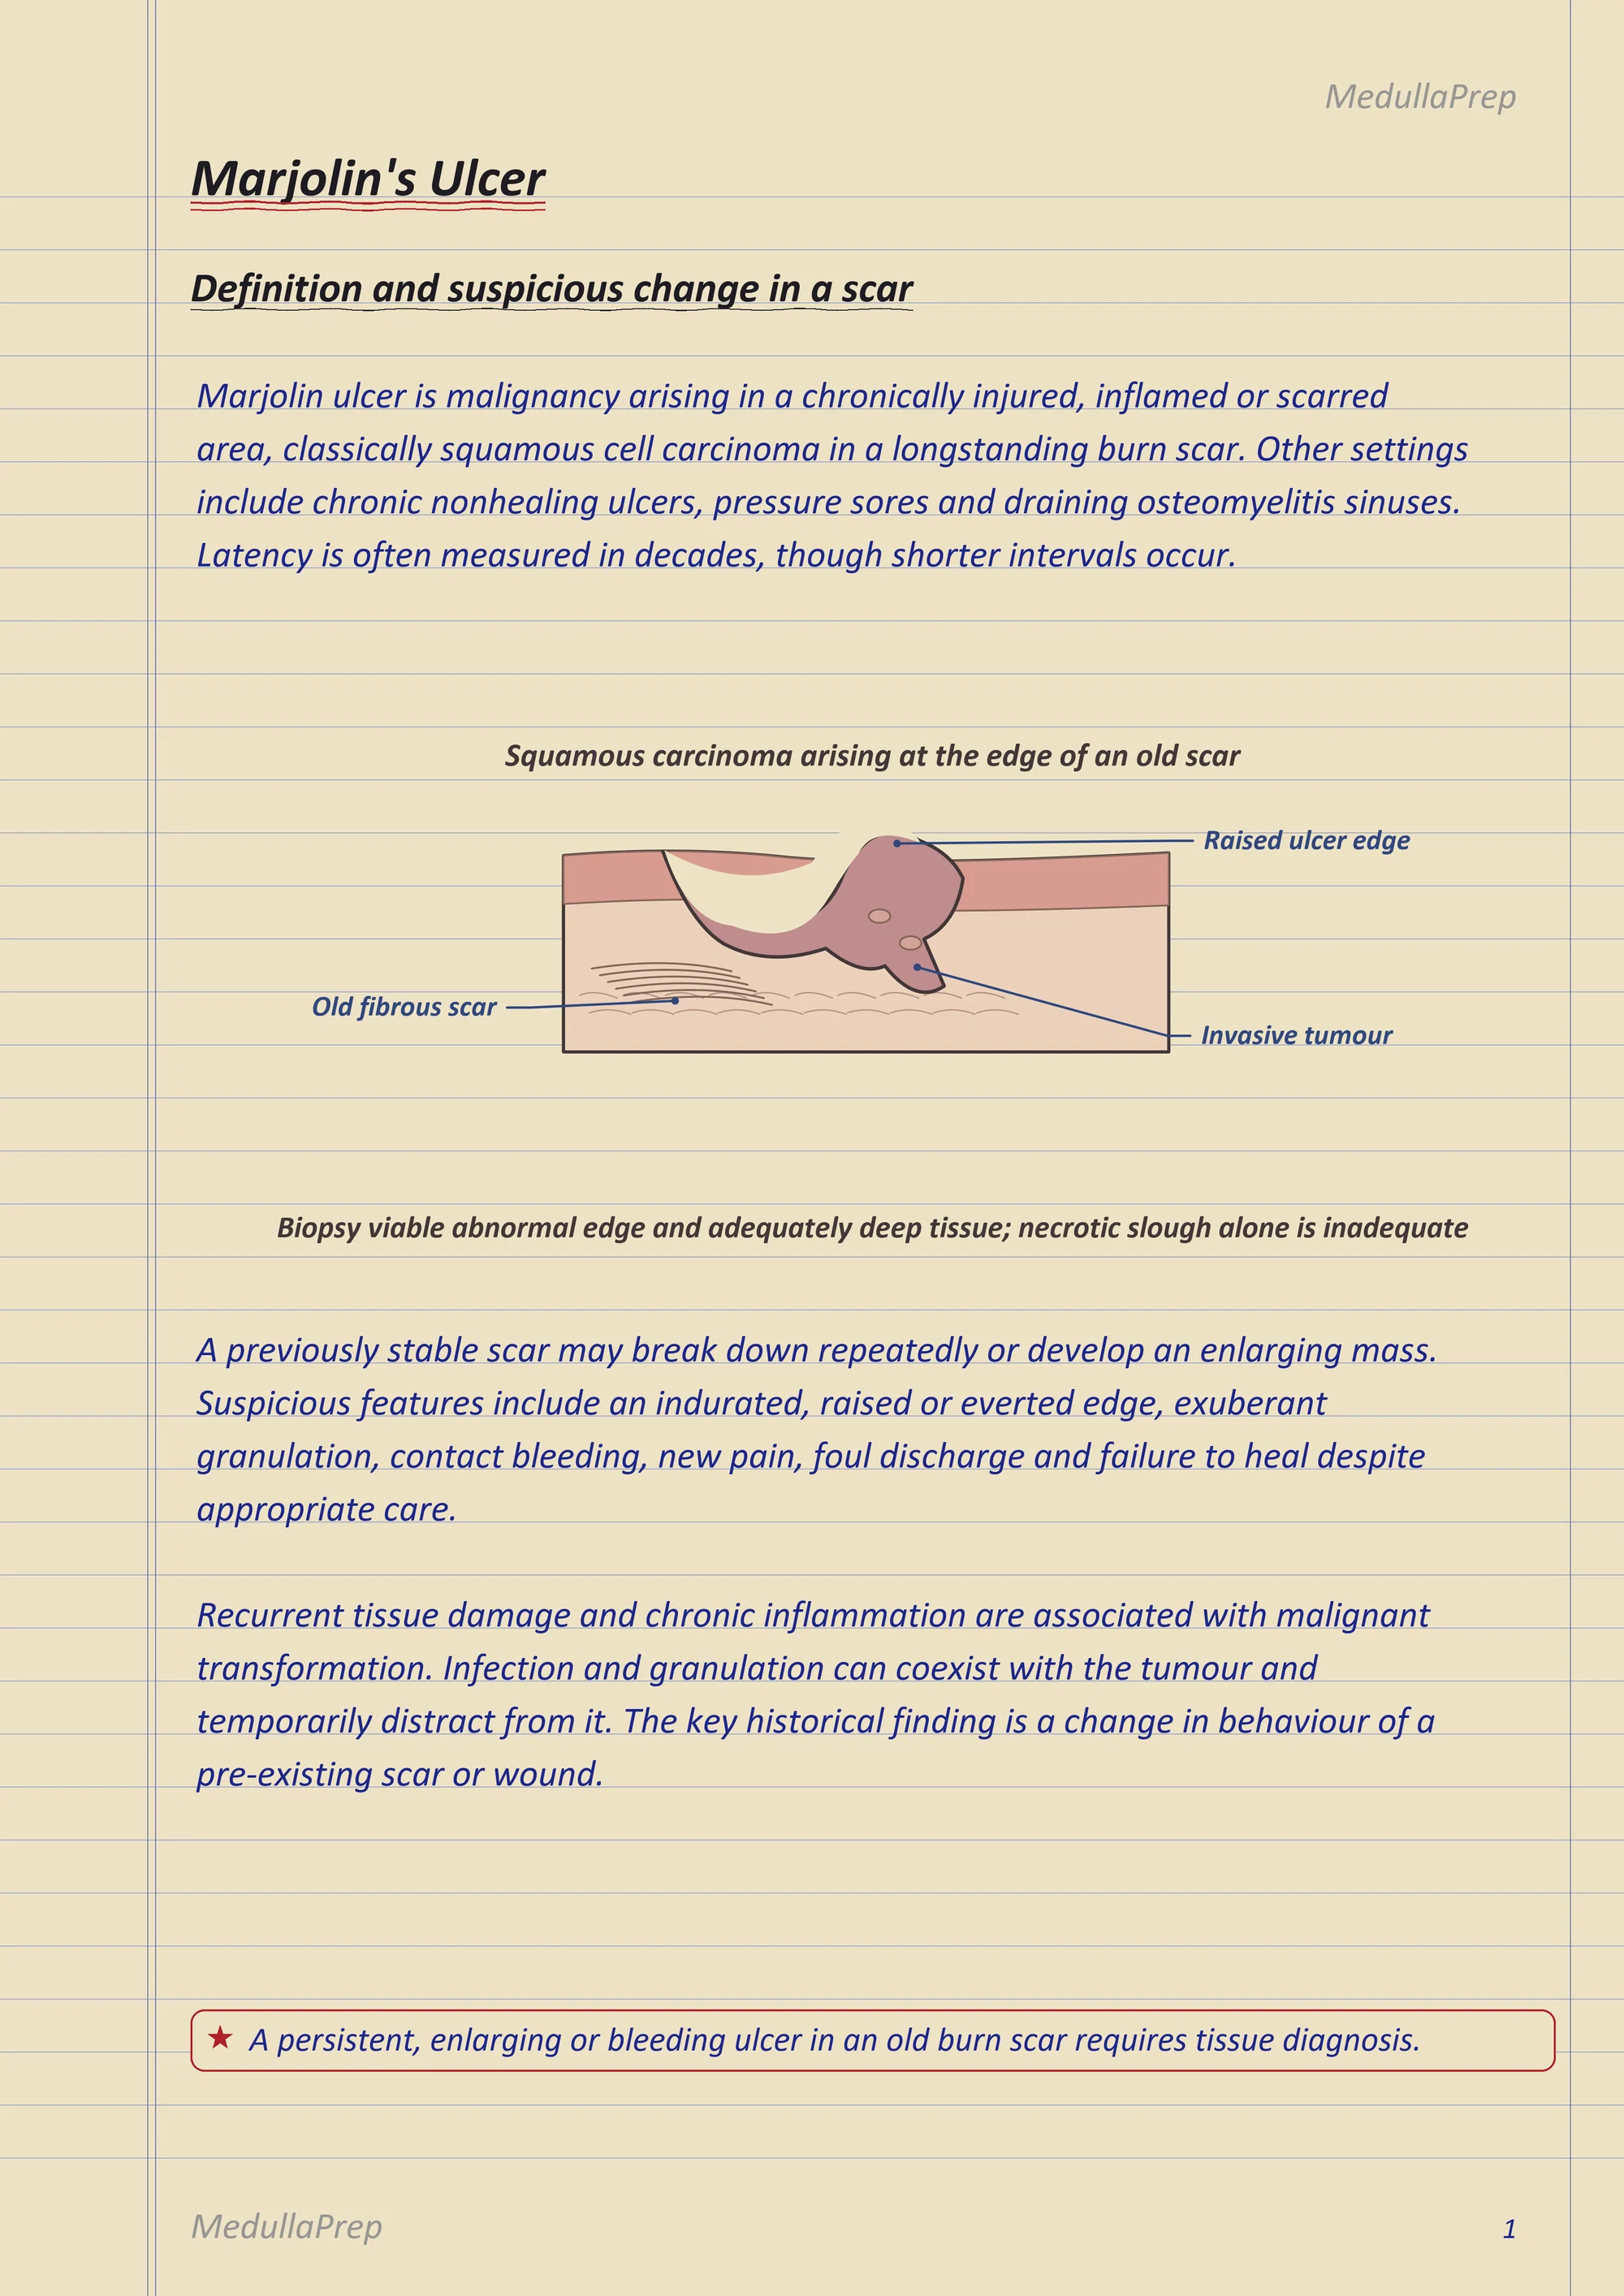 MedullaPrep
Marjolin's Ulcer
Definition and suspicious change in a scar
Marjolin ulcer is malignancy arising in a chronically injured, inflamed or scarred
area, classically squamous cell carcinoma in a longstanding burn scar. Other settings
include chronic nonhealing ulcers, pressure sores and draining osteomyelitis sinuses.
Latency is often measured in decades, though shorter intervals occur.
Squamous carcinoma arising at the edge of an old scar
Raised ulcer edge
Old fibrous scar
Invasive tumour
Biopsy viable abnormal edge and adequately deep tissue; necrotic slough alone is inadequate
A previously stable scar may break down repeatedly or develop an enlarging mass.
Suspicious features include an indurated, raised or everted edge, exuberant
granulation, contact bleeding, new pain, foul discharge and failure to heal despite
appropriate care.
Recurrent tissue damage and chronic inflammation are associated with malignant
transformation. Infection and granulation can coexist with the tumour and
temporarily distract from it. The key historical finding is a change in behaviour of a
pre-existing scar or wound.
★ A persistent, enlarging or bleeding ulcer in an old burn scar requires tissue diagnosis.
MedullaPrep
1